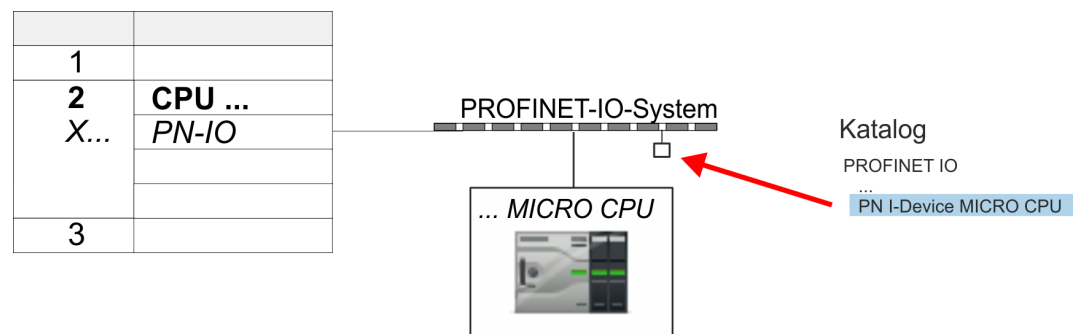 1
2 CPU ...
X... PN-IO
3
PROFINET-IO-System
... MICRO CPU
Katalog
PROFINET IO
...
PN I-Device MICRO CPU